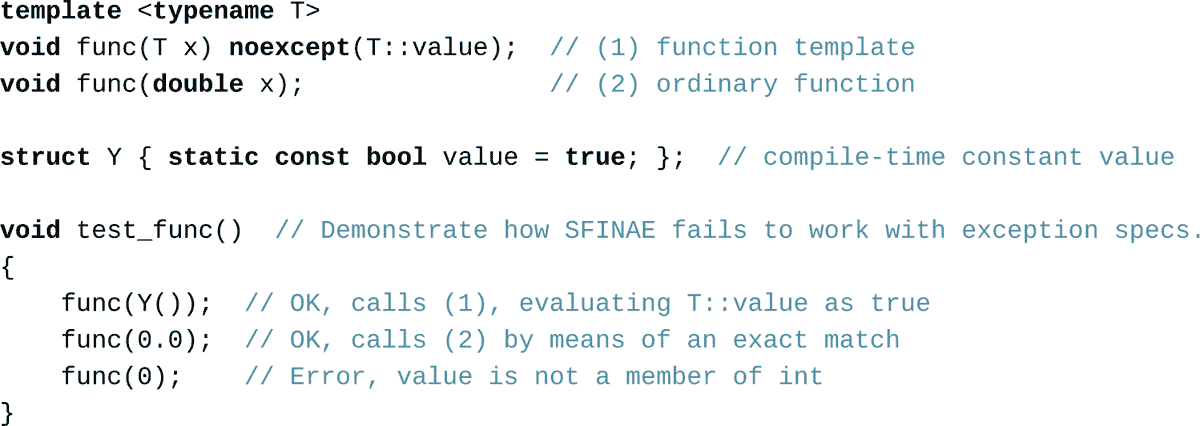 template <typename T>
void func(T x) noexcept(T::value);  // (1) function template
void func(double x);                // (2) ordinary function

struct Y { static const bool value = true; };  // compile-time constant value

void test_func()  // Demonstrate how SFINAE fails to work with exception specs.
{
    func(Y());  // OK, calls (1), evaluating T::value as true
    func(0.0);  // OK, calls (2) by means of an exact match
    func(0);    // Error, value is not a member of int
}